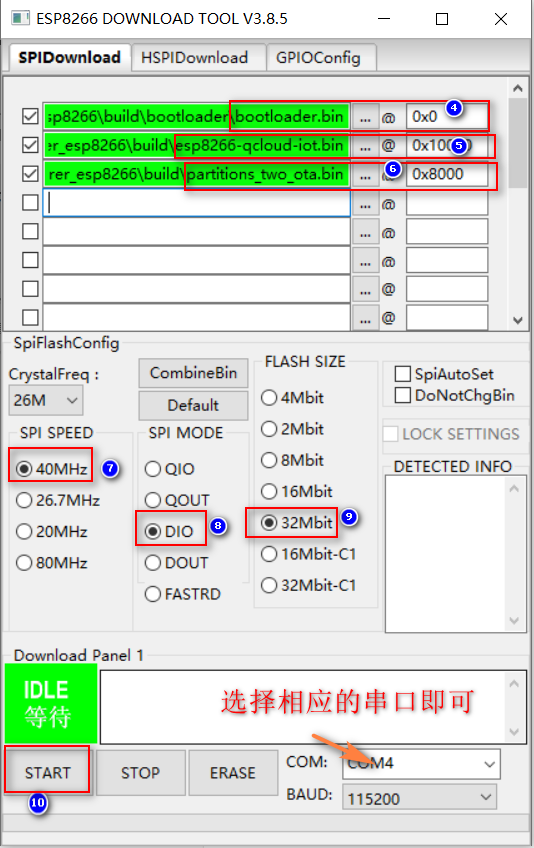 ESP8266 DOWNLOAD TOOL V3.8.5
SPIDownload HSPIDownload GPIOConfig
sp8266\build\bootloader\bootloader.bin ... @ 0x0 4
er_esp8266\build\esp8266-qcloud-iot.bin ... @ 5
rer_esp8266\build\partitions_two_ota.bin 6 ... @ 0x8000
... @
... @
... @
... @
... @
SpiFlashConfig
CrystalFreq :
26M
CombineBin
Default
SPI SPEED
40MHz 7
26.7MHz
20MHz
80MHz
SPI MODE
QIO
QOUT
DIO 8
DOUT
FASTRD
FLASH SIZE
4Mbit
2Mbit
8Mbit
16Mbit
32Mbit 9
16Mbit-C1
32Mbit-C1
SpiAutoSet
DoNotChgBin
LOCK SETTINGS
DETECTED INFO
Download Panel 1
IDLE
等待
选择相应的串口即可
START STOP ERASE
10
COM: COM4
BAUD: 115200